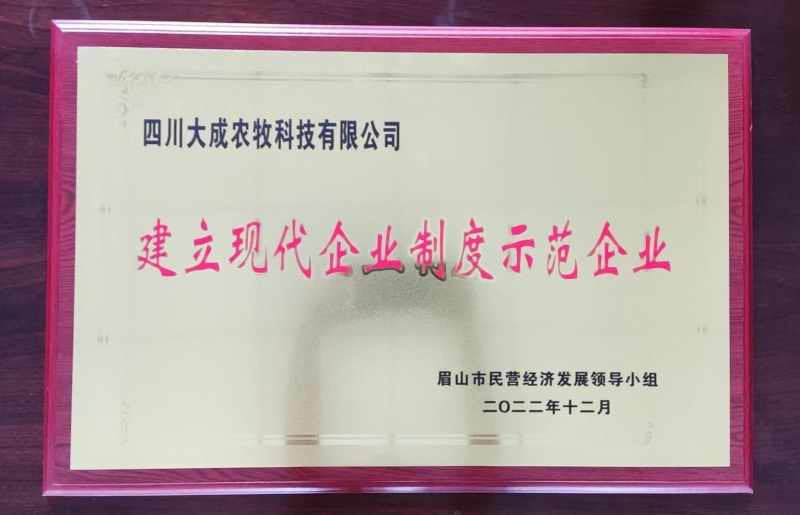 四川大成农牧科技有限公司
建立现代企业制度示范企业
眉山市民营经济发展领导小组
二〇二二年十二月